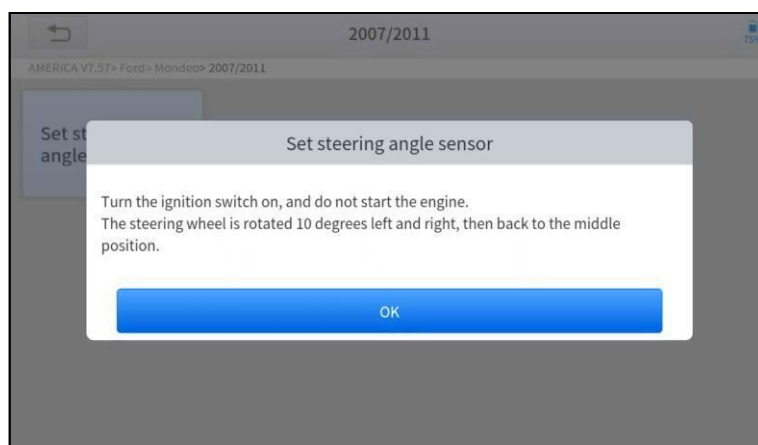 2007/2011
75%
AMERICA V7.57> Ford> Mondeo> 2007/2011
Set st
angle
Set steering angle sensor
Turn the ignition switch on, and do not start the engine.
The steering wheel is rotated 10 degrees left and right, then back to the middle
position.
OK